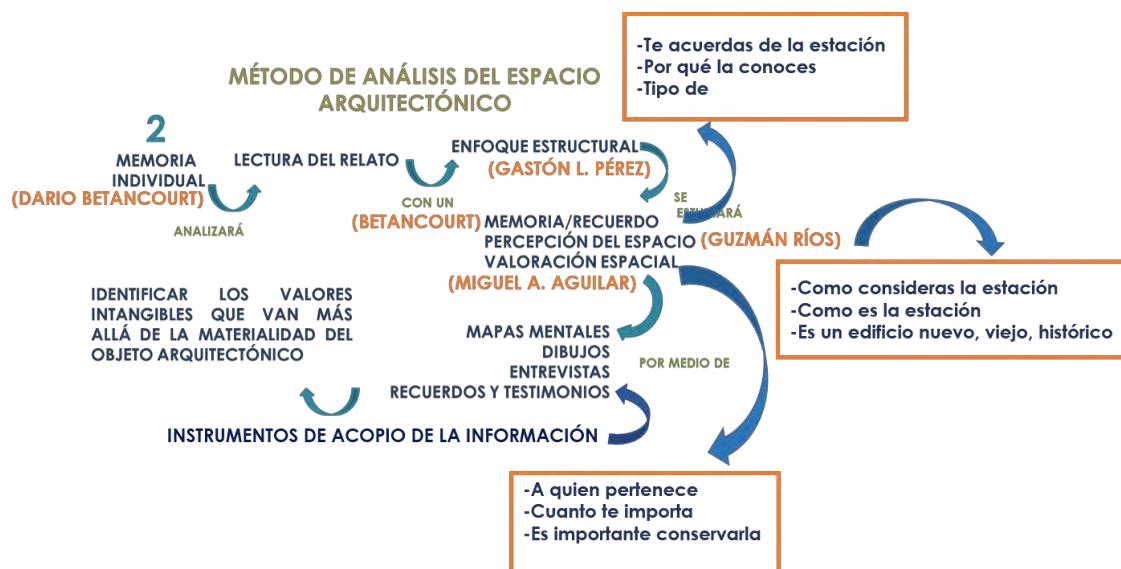 MÉTODO DE ANÁLISIS DEL ESPACIO
ARQUITECTÓNICO
2
MEMORIA
INDIVIDUAL
(DARIO BETANCOURT)
ANALIZARÁ
LECTURA DEL RELATO
CON UN
ENFOQUE ESTRUCTURAL
(GASTÓN L. PÉREZ)
SE
ESTUDIARÁ
(BETANCOURT) MEMORIA/RECUERDO
PERCEPCIÓN DEL ESPACIO (GUZMÁN RÍOS)
VALORACIÓN ESPACIAL
(MIGUEL A. AGUILAR)
-Te acuerdas de la estación
-Por qué la conoces
-Tipo de
-Como consideras la estación
-Como es la estación
-Es un edificio nuevo, viejo, histórico
-A quien pertenece
-Cuanto te importa
-Es importante conservarla
POR MEDIO DE
MAPAS MENTALES
DIBUJOS
ENTREVISTAS
RECUERDOS Y TESTIMONIOS
INSTRUMENTOS DE ACOPIO DE LA INFORMACIÓN
IDENTIFICAR LOS VALORES
INTANGIBLES QUE VAN MÁS
ALLÁ DE LA MATERIALIDAD DEL
OBJETO ARQUITECTÓNICO